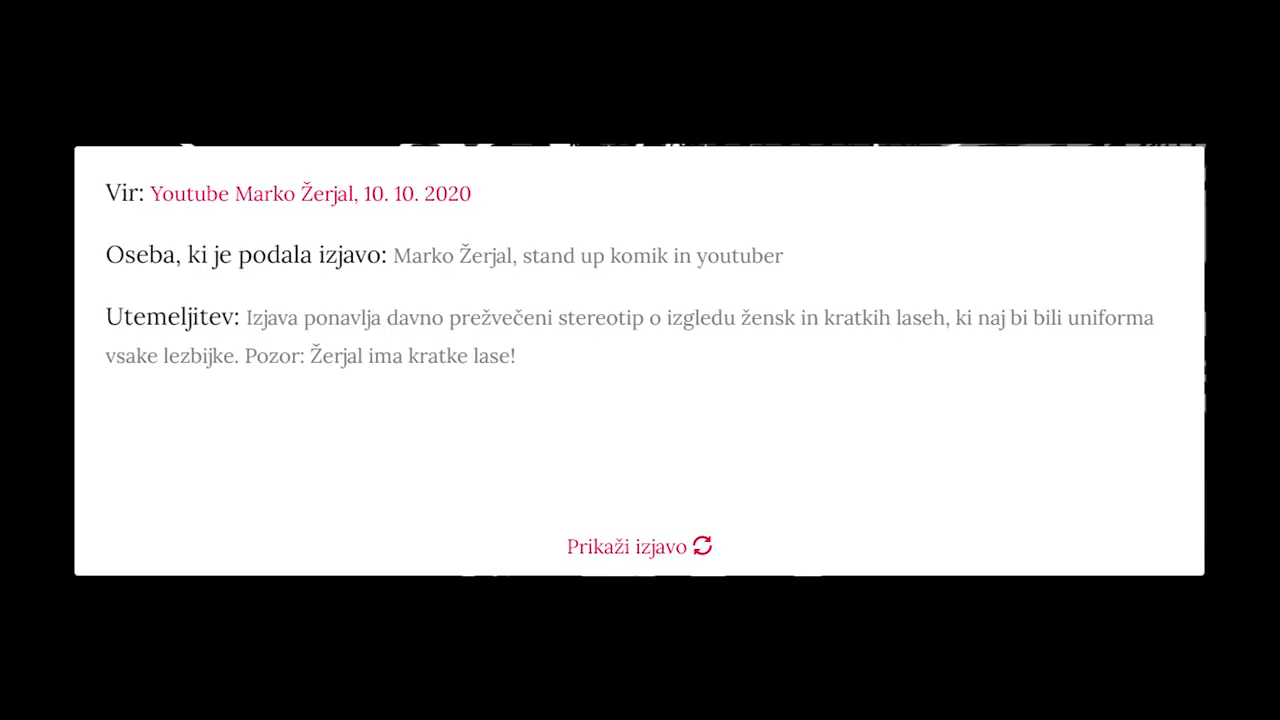 Vir: Youtube Marko Žerjal, 10. 10. 2020
Oseba, ki je podala izjavo: Marko Žerjal, stand up komik in youtuber
Utemeljitev: Izjava ponavlja davno prežvečeni stereotip o izgledu žensk in kratkih laseh, ki naj bi bili uniforma
vsake lezbijke. Pozor: Žerjal ima kratke lase!
Prikaži izjavo